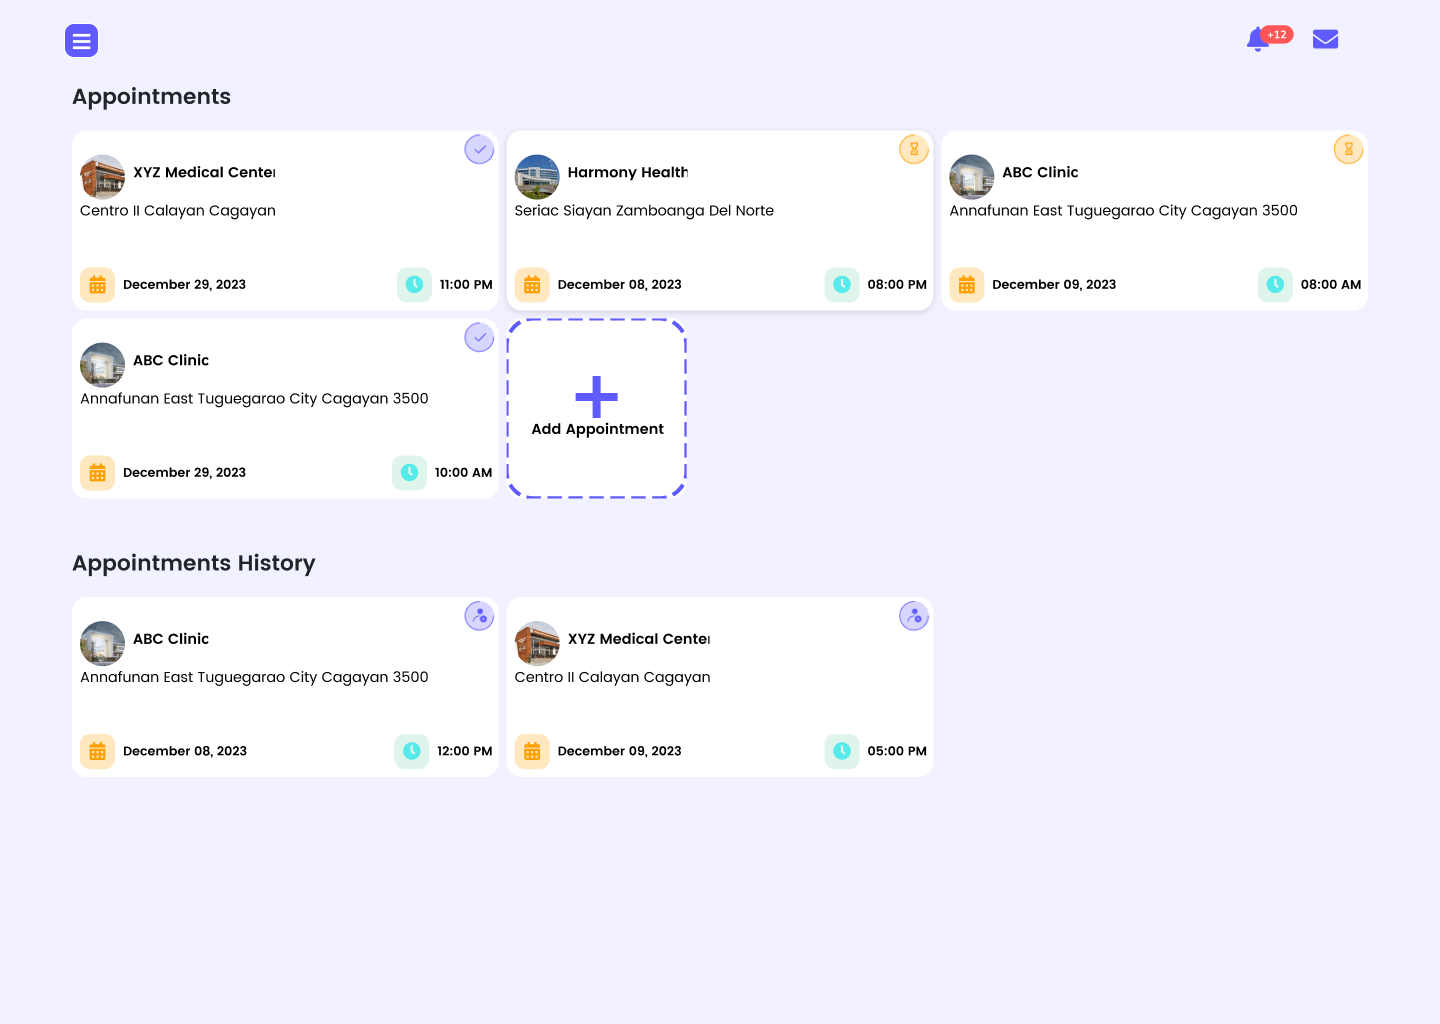 +12
Appointments
XYZ Medical Center
Centro II Calayan Cagayan
December 29, 2023
11:00 PM
Harmony Health
Seriac Siayan Zamboanga Del Norte
December 08, 2023
08:00 PM
ABC Clinic
Annafunan East Tuguegarao City Cagayan 3500
December 09, 2023
08:00 AM
ABC Clinic
Annafunan East Tuguegarao City Cagayan 3500
December 29, 2023
10:00 AM
Add Appointment
Appointments History
ABC Clinic
Annafunan East Tuguegarao City Cagayan 3500
December 08, 2023
12:00 PM
XYZ Medical Center
Centro II Calayan Cagayan
December 09, 2023
05:00 PM